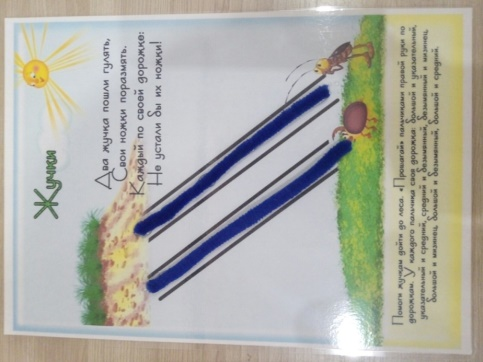 Жучки
Два жучка пошли гулять,
Свои ножки поразмять.
Каждый по своей дорожке:
Не устали бы их ножки!
Помоги жучкам дойти до леса. «Прошагай» пальчиками правой руки по
дорожкам. У каждого пальчика своя дорожка: большой и указательный,
указательный и средний, средний и безымянный, безымянный и мизинец,
большой и мизинец, большой и безымянный, большой и средний.